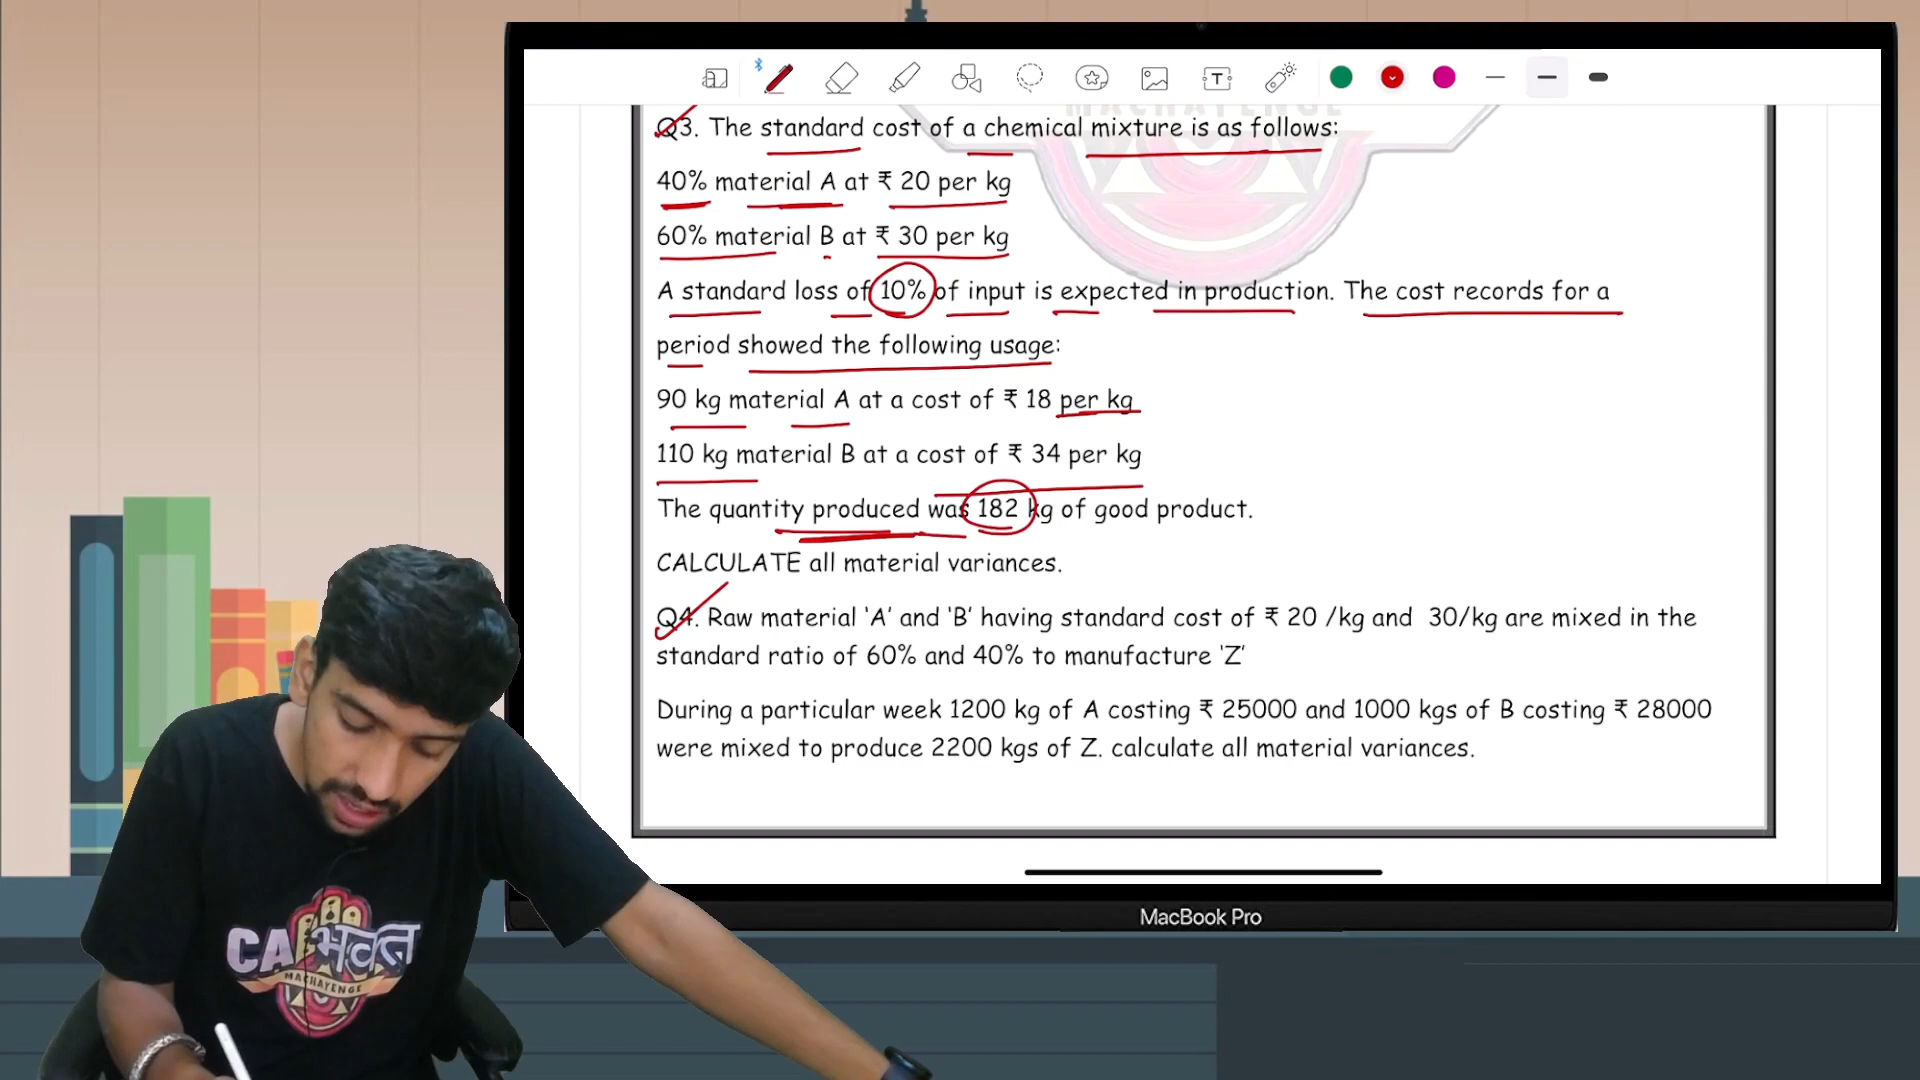 MACHAYENGE
Q3. The standard cost of a chemical mixture is as follows:
40% material A at ₹ 20 per kg
60% material B at ₹ 30 per kg
A standard loss of 10% of input is expected in production. The cost records for a
period showed the following usage:
90 kg material A at a cost of ₹ 18 per kg
110 kg material B at a cost of ₹ 34 per kg
The quantity produced was 182 kg of good product.
CALCULATE all material variances.
Q4. Raw material ‘A’ and ‘B’ having standard cost of ₹ 20 /kg and 30/kg are mixed in the
standard ratio of 60% and 40% to manufacture ‘Z’
During a particular week 1200 kg of A costing ₹ 25000 and 1000 kgs of B costing ₹ 28000
were mixed to produce 2200 kgs of Z. calculate all material variances.
MacBook Pro
CA भक्त
MACHAYENGE